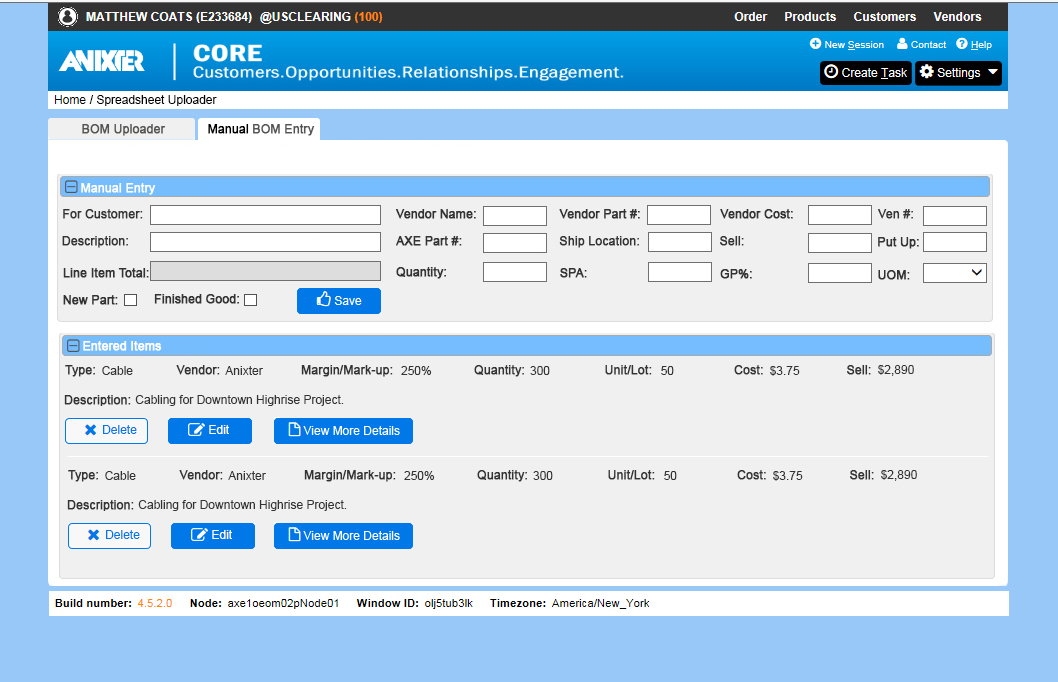 MATTHEW COATS (E233684) @USCLEARING (100) Order Products Customers Vendors
New Session Contact Help
ANIXTER CORE
Customers.Opportunities.Relationships.Engagement.
Create Task Settings
Home / Spreadsheet Uploader
BOM Uploader Manual BOM Entry
Manual Entry
For Customer: Vendor Name: Vendor Part #: Vendor Cost: Ven #:
Description: AXE Part #: Ship Location: Sell: Put Up:
Line Item Total: Quantity: SPA: GP%: UOM:
New Part: Finished Good: Save
Entered Items
Type: Cable Vendor: Anixter Margin/Mark-up: 250% Quantity: 300 Unit/Lot: 50 Cost: $3.75 Sell: $2,890
Description: Cabling for Downtown Highrise Project.
Delete Edit View More Details
Type: Cable Vendor: Anixter Margin/Mark-up: 250% Quantity: 300 Unit/Lot: 50 Cost: $3.75 Sell: $2,890
Description: Cabling for Downtown Highrise Project.
Delete Edit View More Details
Build number: 4.5.2.0 Node: axe1oeom02pNode01 Window ID: olj5tub3lk Timezone: America/New_York